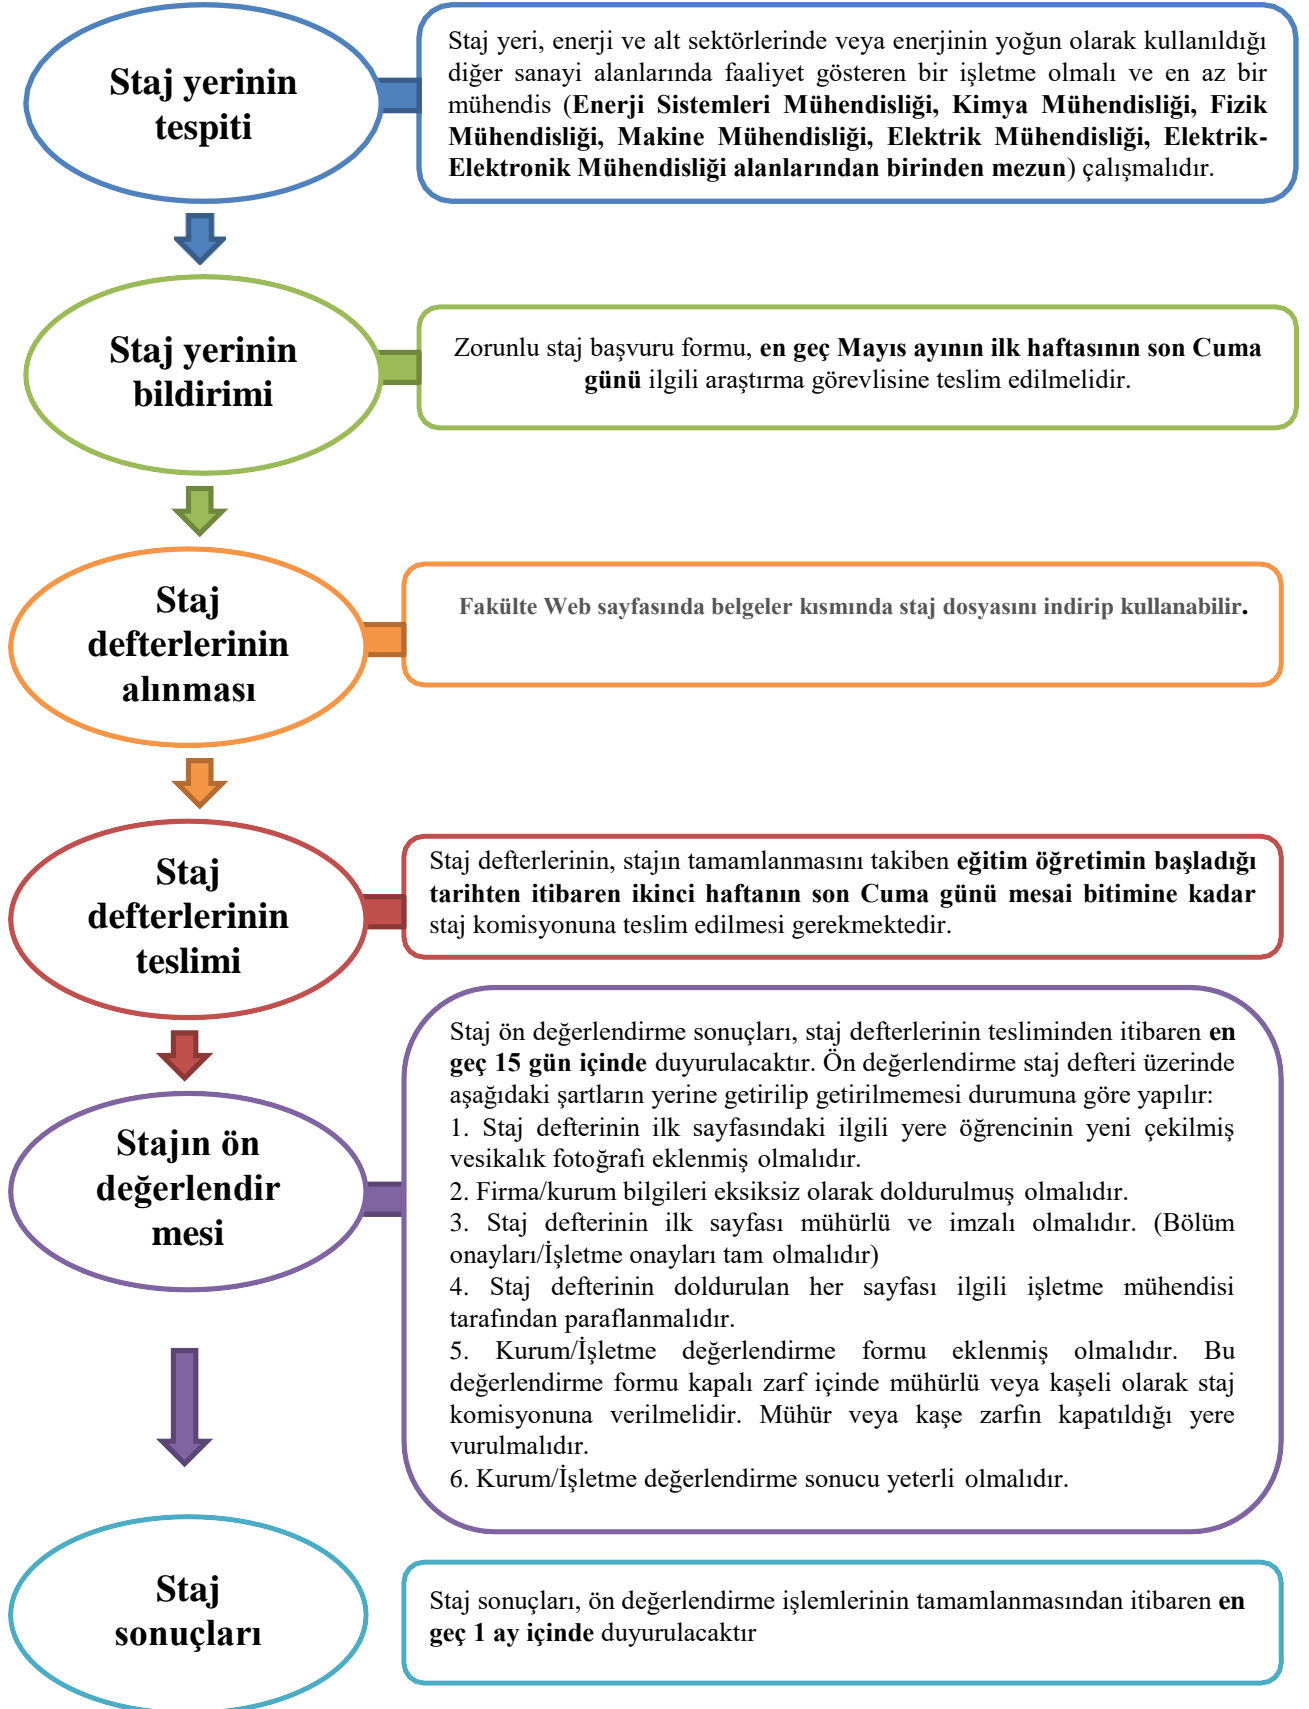 Staj yerinin
tespiti
Staj yeri, enerji ve alt sektörlerinde veya enerjinin yoğun olarak kullanıldığı
diğer sanayi alanlarında faaliyet gösteren bir işletme olmalı ve en az bir
mühendis (Enerji Sistemleri Mühendisliği, Kimya Mühendisliği, Fizik
Mühendisliği, Makine Mühendisliği, Elektrik Mühendisliği, Elektrik-
Elektronik Mühendisliği alanlarından birinden mezun) çalışmalıdır.
Staj yerinin
bildirimi
Zorunlu staj başvuru formu, en geç Mayıs ayının ilk haftasının son Cuma
günü ilgili araştırma görevlisine teslim edilmelidir.
Staj
defterlerinin
alınması
Fakülte Web sayfasında belgeler kısmında staj dosyasını indirip kullanabilir.
Staj
defterlerinin
teslimi
Staj defterlerinin, stajın tamamlanmasını takiben eğitim öğretimin başladığı
tarihten itibaren ikinci haftanın son Cuma günü mesai bitimine kadar
staj komisyonuna teslim edilmesi gerekmektedir.
Stajın ön
değerlendir
mesi
Staj ön değerlendirme sonuçları, staj defterlerinin tesliminden itibaren en
geç 15 gün içinde duyurulacaktır. Ön değerlendirme staj defteri üzerinde
aşağıdaki şartların yerine getirilip getirilmemesi durumuna göre yapılır:
1. Staj defterinin ilk sayfasındaki ilgili yere öğrencinin yeni çekilmiş
vesikalık fotoğrafı eklenmiş olmalıdır.
2. Firma/kurum bilgileri eksiksiz olarak doldurulmuş olmalıdır.
3. Staj defterinin ilk sayfası mühürlü ve imzalı olmalıdır. (Bölüm
onayları/İşletme onayları tam olmalıdır)
4. Staj defterinin doldurulan her sayfası ilgili işletme mühendisi
tarafından paraflanmalıdır.
5. Kurum/İşletme değerlendirme formu eklenmiş olmalıdır. Bu
değerlendirme formu kapalı zarf içinde mühürlü veya kaşeli olarak staj
komisyonuna verilmelidir. Mühür veya kaşe zarfın kapatıldığı yere
vurulmalıdır.
6. Kurum/İşletme değerlendirme sonucu yeterli olmalıdır.
Staj
sonuçları
Staj sonuçları, ön değerlendirme işlemlerinin tamamlanmasından itibaren en
geç 1 ay içinde duyurulacaktır